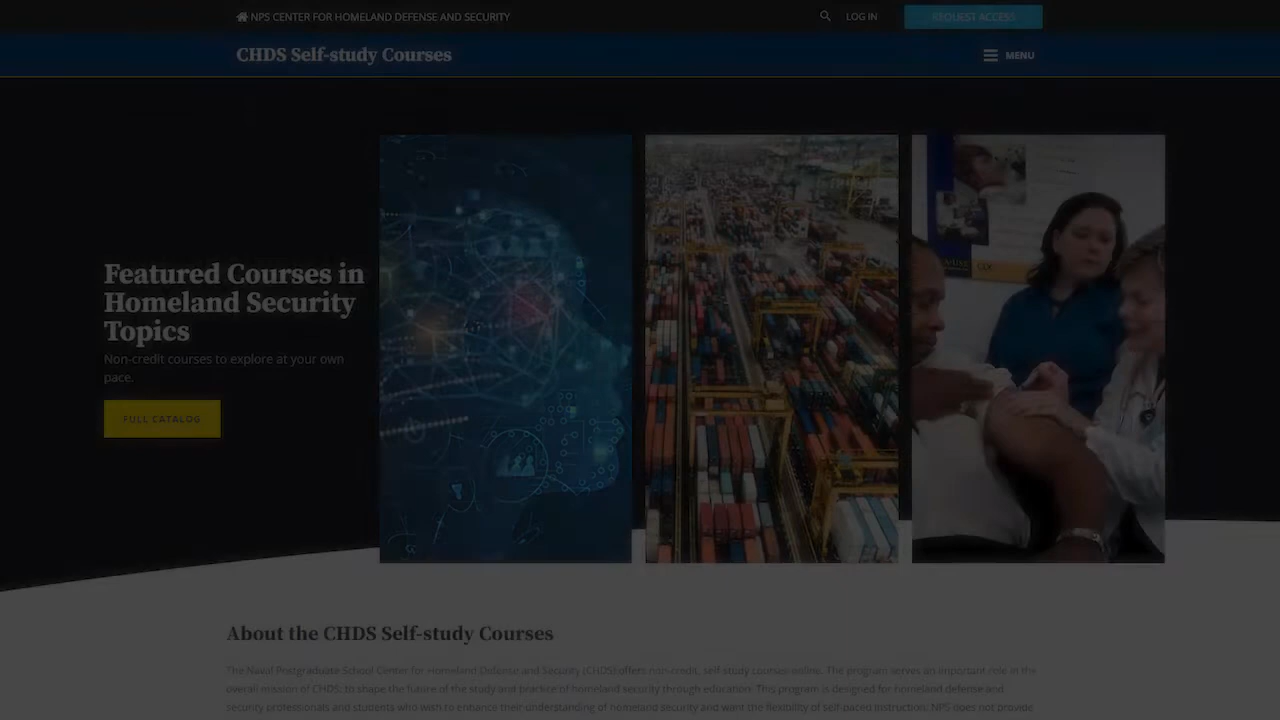 NPS CENTER FOR HOMELAND DEFENSE AND SECURITY
LOG IN
REQUEST ACCESS
CHDS Self-study Courses
MENU
Featured Courses in
Homeland Security
Topics
Non-credit courses to explore at your own
pace.
FULL CATALOG
About the CHDS Self-study Courses
The Naval Postgraduate School Center for Homeland Defense and Security (CHDS) offers non-credit, self-study courses online. The program serves an important role in the
overall mission of CHDS: to shape the future of the study and practice of homeland security through education. This program is designed for homeland defense and
security professionals and students who wish to enhance their understanding of homeland security and want the flexibility of self-paced instruction. NPS does not provide